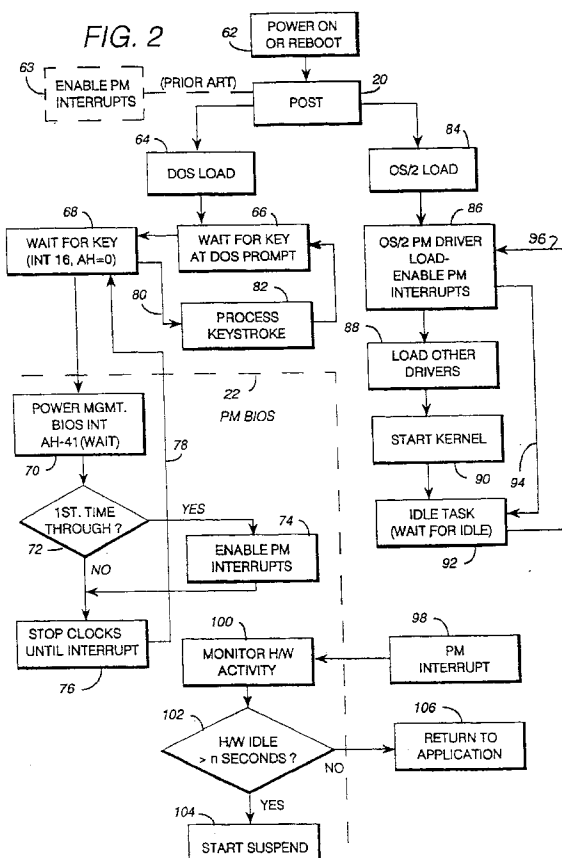 FIG. 2
62
POWER ON
OR REBOOT
63
ENABLE PM
INTERRUPTS
(PRIOR ART)
20
POST
64
DOS LOAD
84
OS/2 LOAD
68
WAIT FOR KEY
(INT 16, AH=0)
66
WAIT FOR KEY
AT DOS PROMPT
86
OS/2 PM DRIVER
LOAD-
ENABLE PM
INTERRUPTS
96
80
82
PROCESS
KEYSTROKE
88
LOAD OTHER
DRIVERS
22
PM BIOS
POWER MGMT.
BIOS INT
AH-41(WAIT)
70
78
START KERNEL
90
94
1ST. TIME
THROUGH ?
72
YES
NO
74
ENABLE PM
INTERRUPTS
IDLE TASK
(WAIT FOR IDLE)
92
STOP CLOCKS
UNTIL INTERRUPT
76
100
MONITOR H/W
ACTIVITY
98
PM
INTERRUPT
102
H/W IDLE
> n SECONDS ?
NO
YES
106
RETURN TO
APPLICATION
104
START SUSPEND